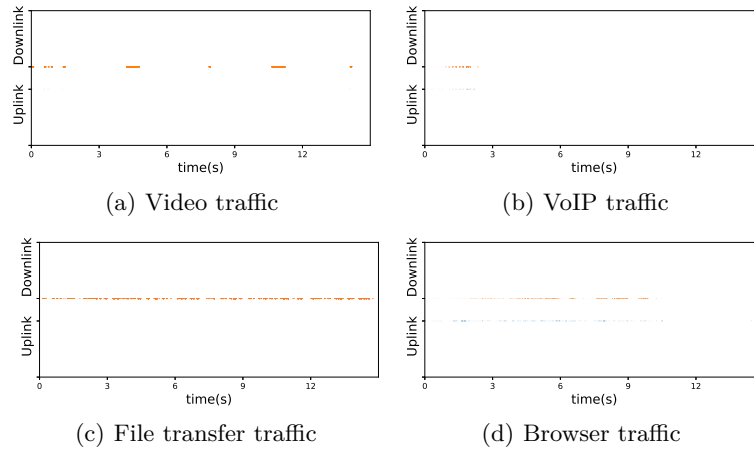 Downlink
Uplink
0 3 6 9 12
time(s)
(a) Video traffic
Downlink
Uplink
0 3 6 9 12
time(s)
(b) VoIP traffic
Downlink
Uplink
0 3 6 9 12
time(s)
(c) File transfer traffic
Downlink
Uplink
0 3 6 9 12
time(s)
(d) Browser traffic